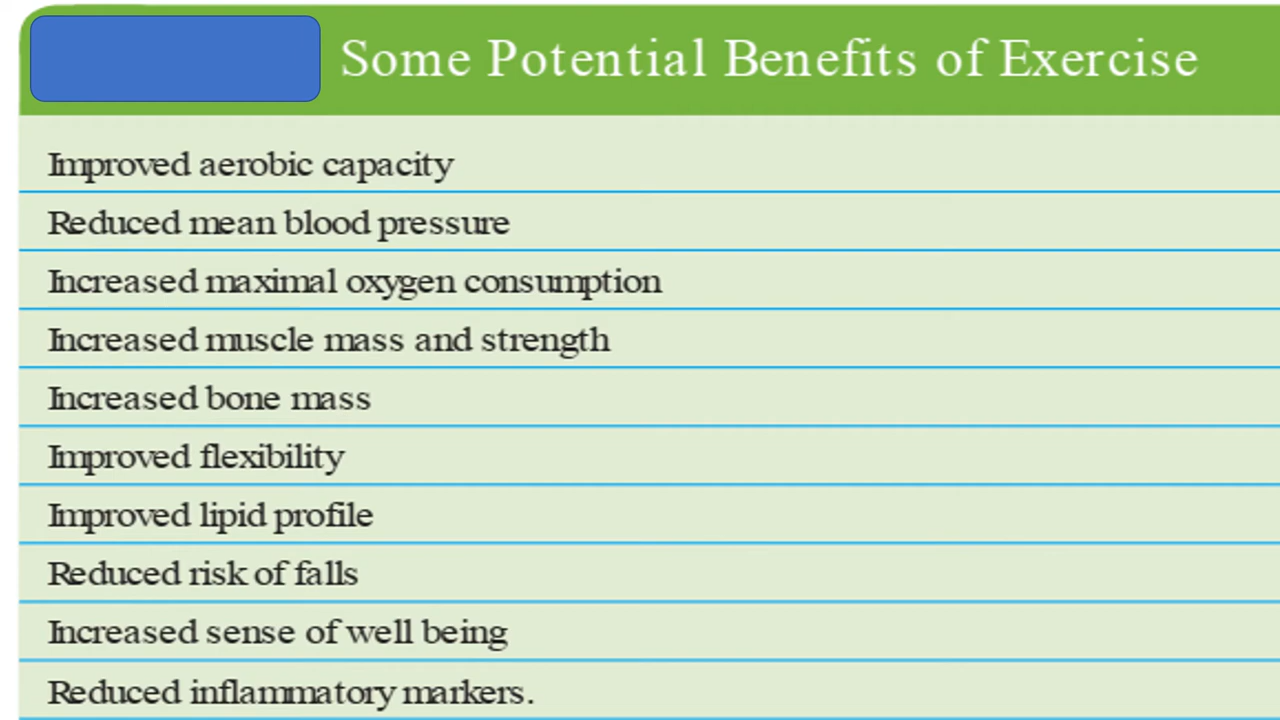 Some Potential Benefits of Exercise
Improved aerobic capacity
Reduced mean blood pressure
Increased maximal oxygen consumption
Increased muscle mass and strength
Increased bone mass
Improved flexibility
Improved lipid profile
Reduced risk of falls
Increased sense of well being
Reduced inflammatory markers.